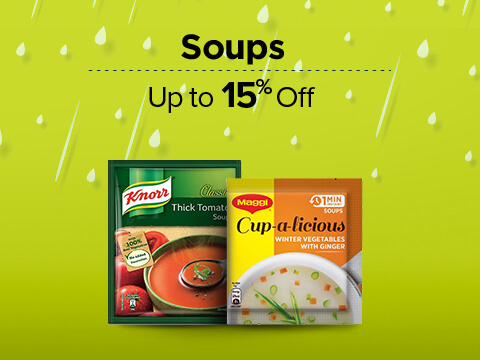 Soups
Up to 15% Off
Knorr
Classic
Thick Tomato
Soup
100%
No added
Maggi
1 MIN
SOUPS
Cup-a-licious
WINTER VEGETABLES
WITH GINGER